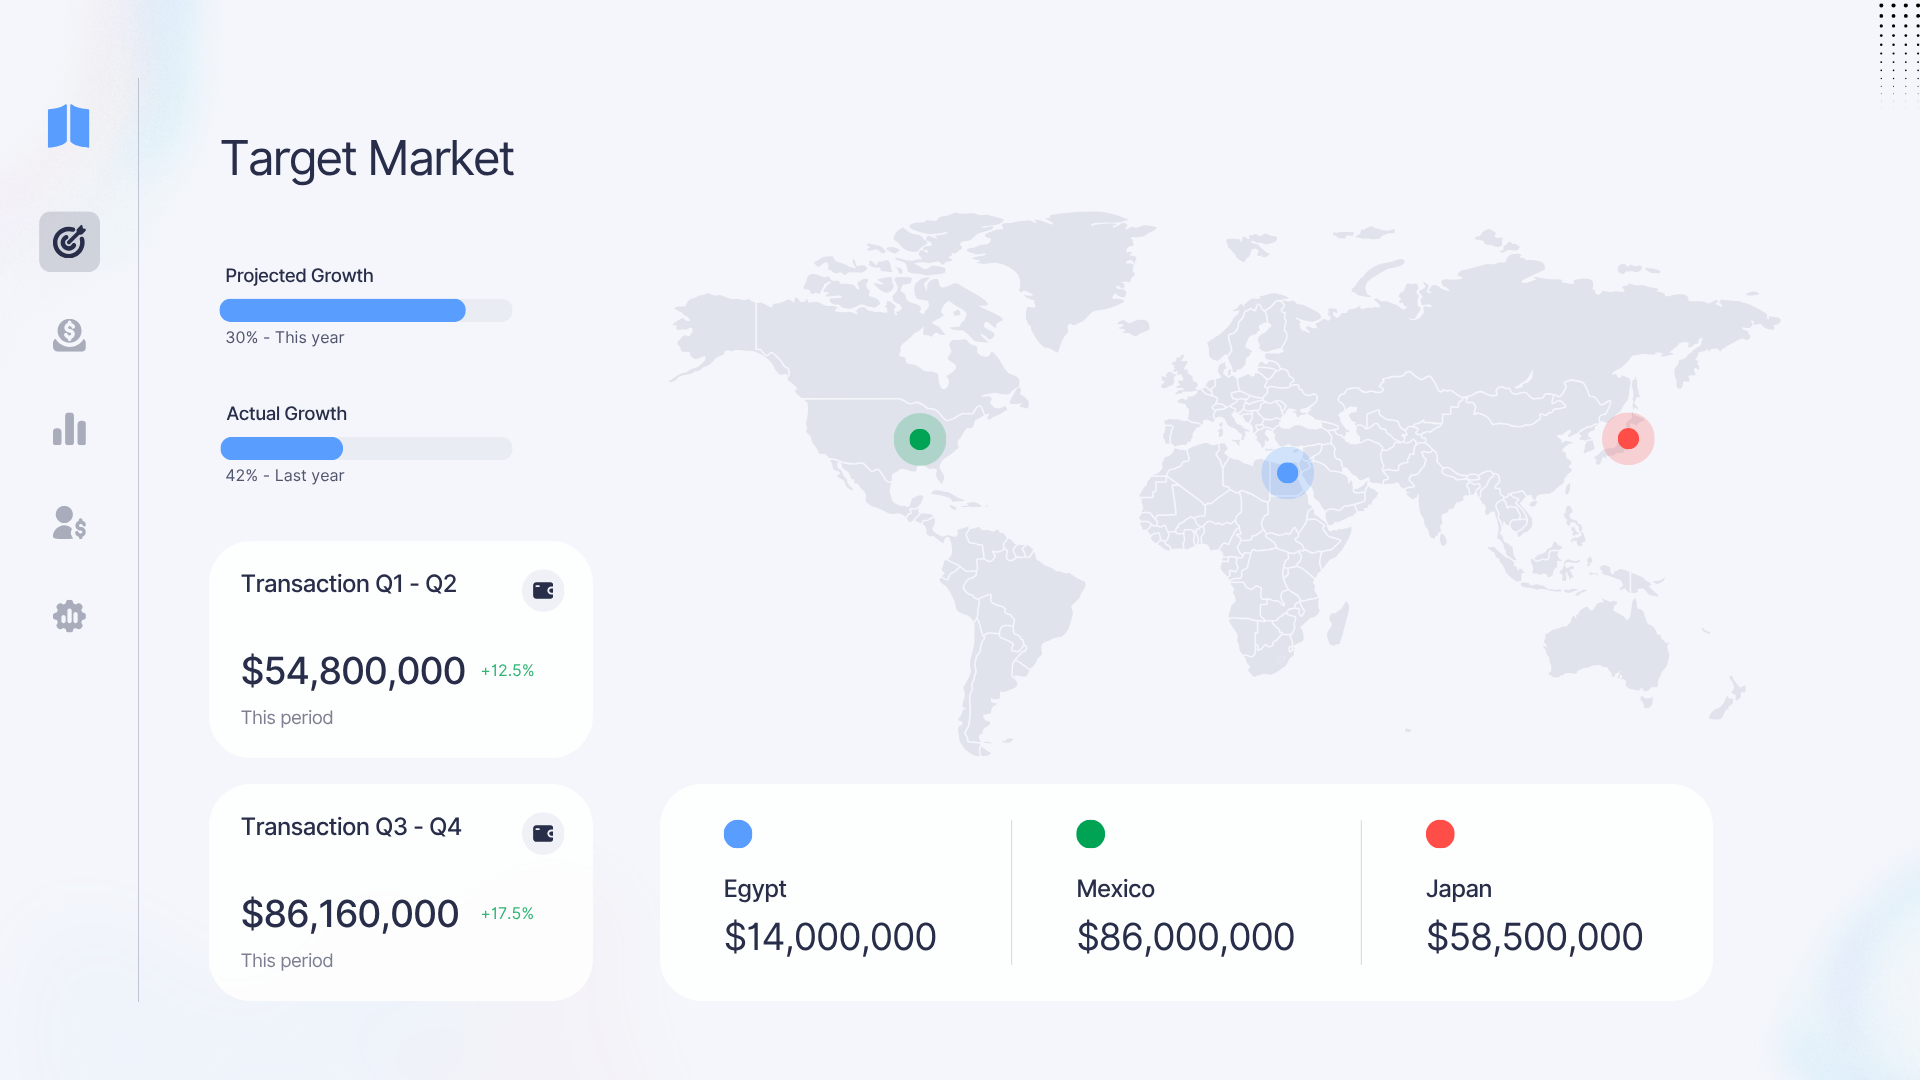 Target Market
Projected Growth
30% - This year
Actual Growth
42% - Last year
Transaction Q1 - Q2
$54,800,000 +12.5%
This period
Transaction Q3 - Q4
$86,160,000 +17.5%
This period
Egypt
$14,000,000
Mexico
$86,000,000
Japan
$58,500,000